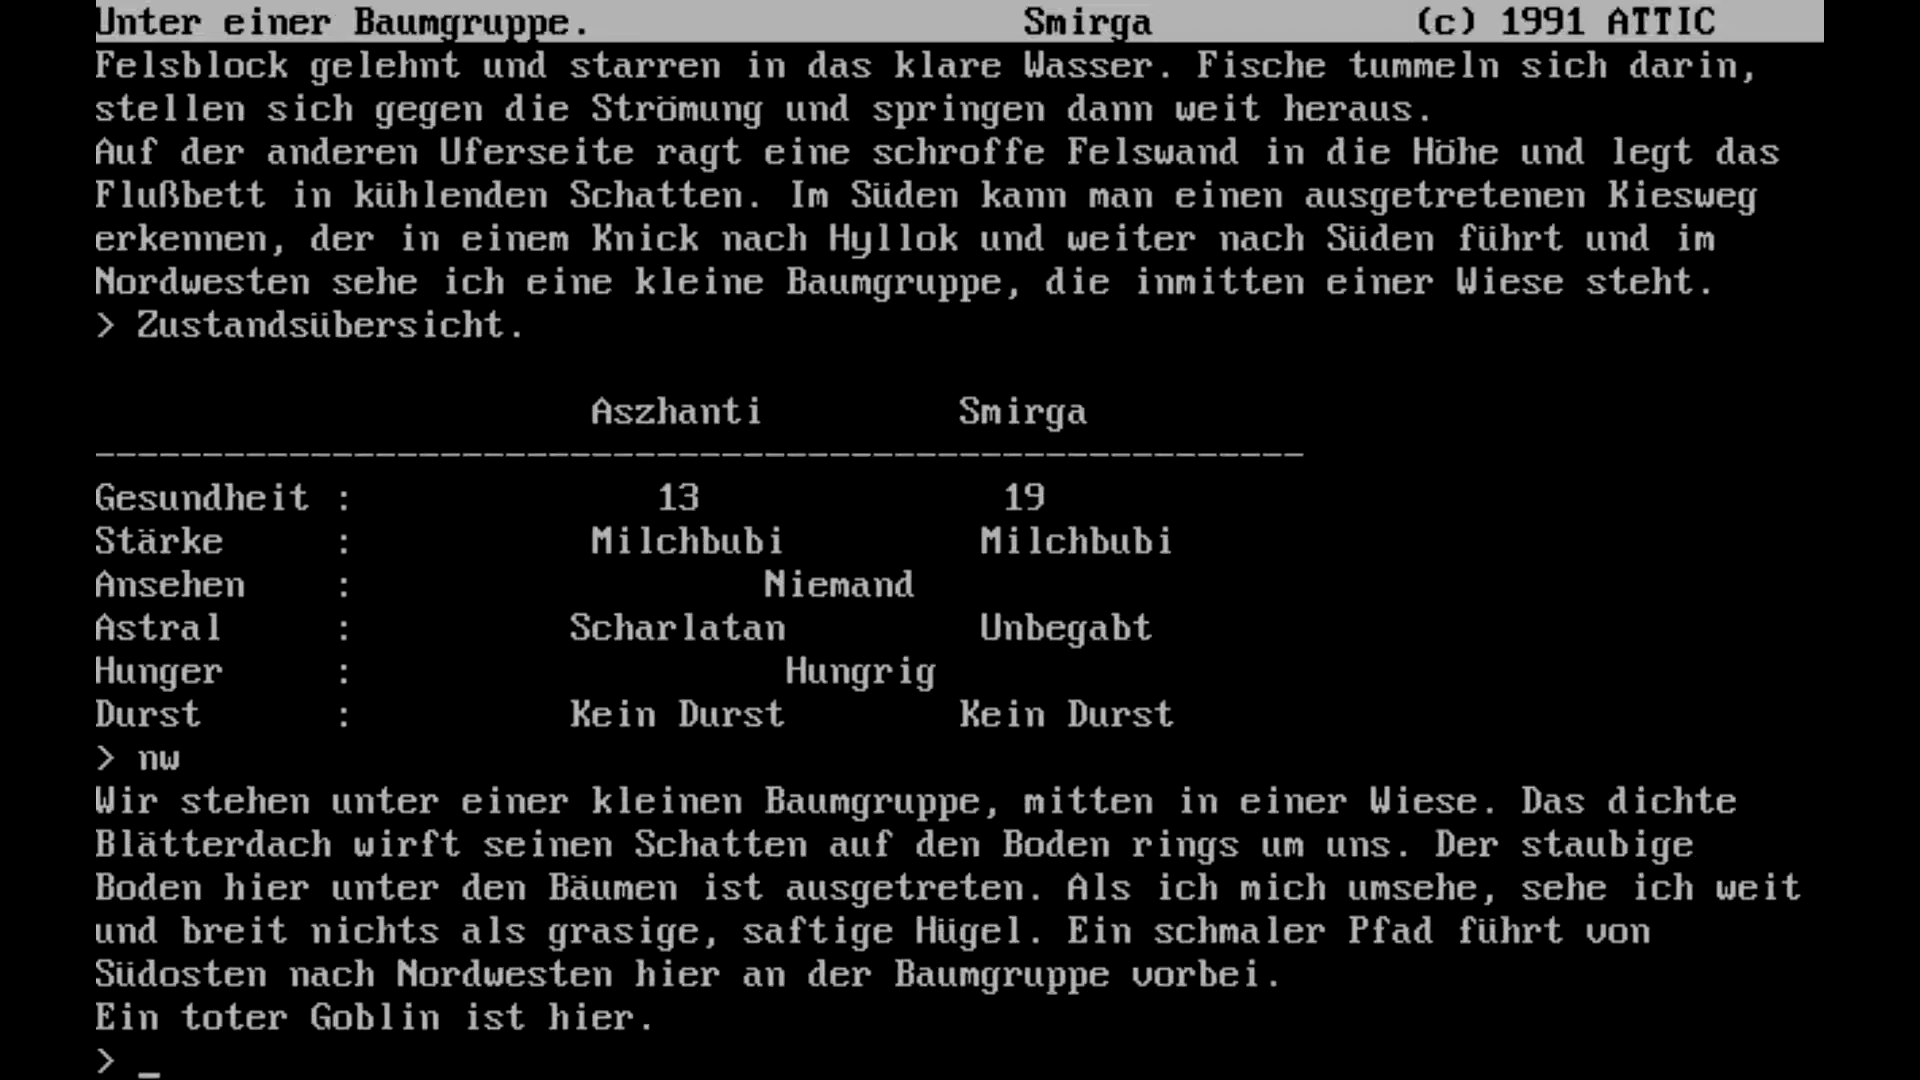 Unter einer Baumgruppe. Smirga (c) 1991 ATTIC
Felsblock gelehnt und starren in das klare Wasser. Fische tummeln sich darin,
stellen sich gegen die Strömung und springen dann weit heraus.
Auf der anderen Uferseite ragt eine schroffe Felswand in die Höhe und legt das
Flußbett in kühlenden Schatten. Im Süden kann man einen ausgetretenen Kiesweg
erkennen, der in einem Knick nach Hyllok und weiter nach Süden führt und im
Nordwesten sehe ich eine kleine Baumgruppe, die inmitten einer Wiese steht.
> Zustandsübersicht.
Aszhanti Smirga
--------------------------------------------------------
Gesundheit : 13 19
Stärke : Milchbubi Milchbubi
Ansehen : Niemand
Astral : Scharlatan Unbegabt
Hunger : Hungrig
Durst : Kein Durst Kein Durst
> nw
Wir stehen unter einer kleinen Baumgruppe, mitten in einer Wiese. Das dichte
Blätterdach wirft seinen Schatten auf den Boden rings um uns. Der staubige
Boden hier unter den Bäumen ist ausgetreten. Als ich mich umsehe, sehe ich weit
und breit nichts als grasige, saftige Hügel. Ein schmaler Pfad führt von
Südosten nach Nordwesten hier an der Baumgruppe vorbei.
Ein toter Goblin ist hier.
> _